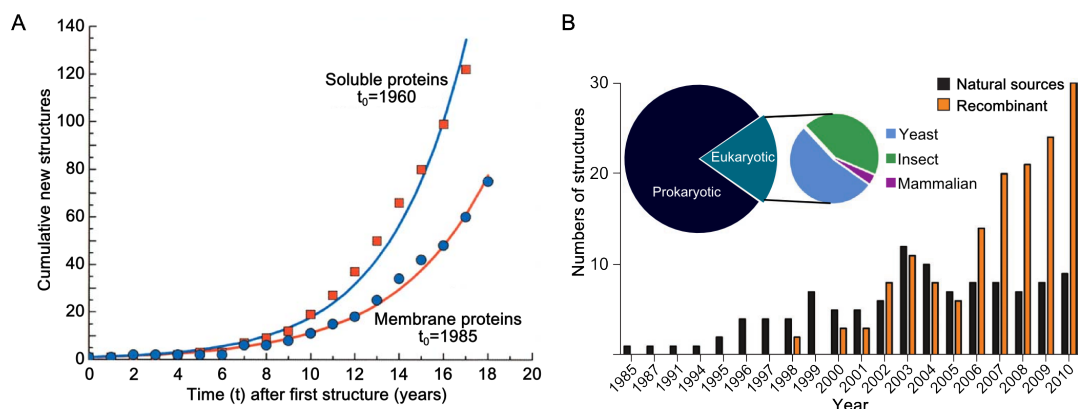 A
Cumulative new structures
140
120
100
80
60
40
20
0
Soluble proteins
t0=1960
Membrane proteins
t0=1985
0 2 4 6 8 10 12 14 16 18 20
Time (t) after first structure (years)
B
Numbers of structures
30
20
10
Natural sources
Recombinant
Prokaryotic
Eukaryotic
Yeast
Insect
Mammalian
1985 1987 1991 1994 1995 1996 1997 1998 1999 2000 2001 2002 2003 2004 2005 2006 2007 2008 2009 2010
Year